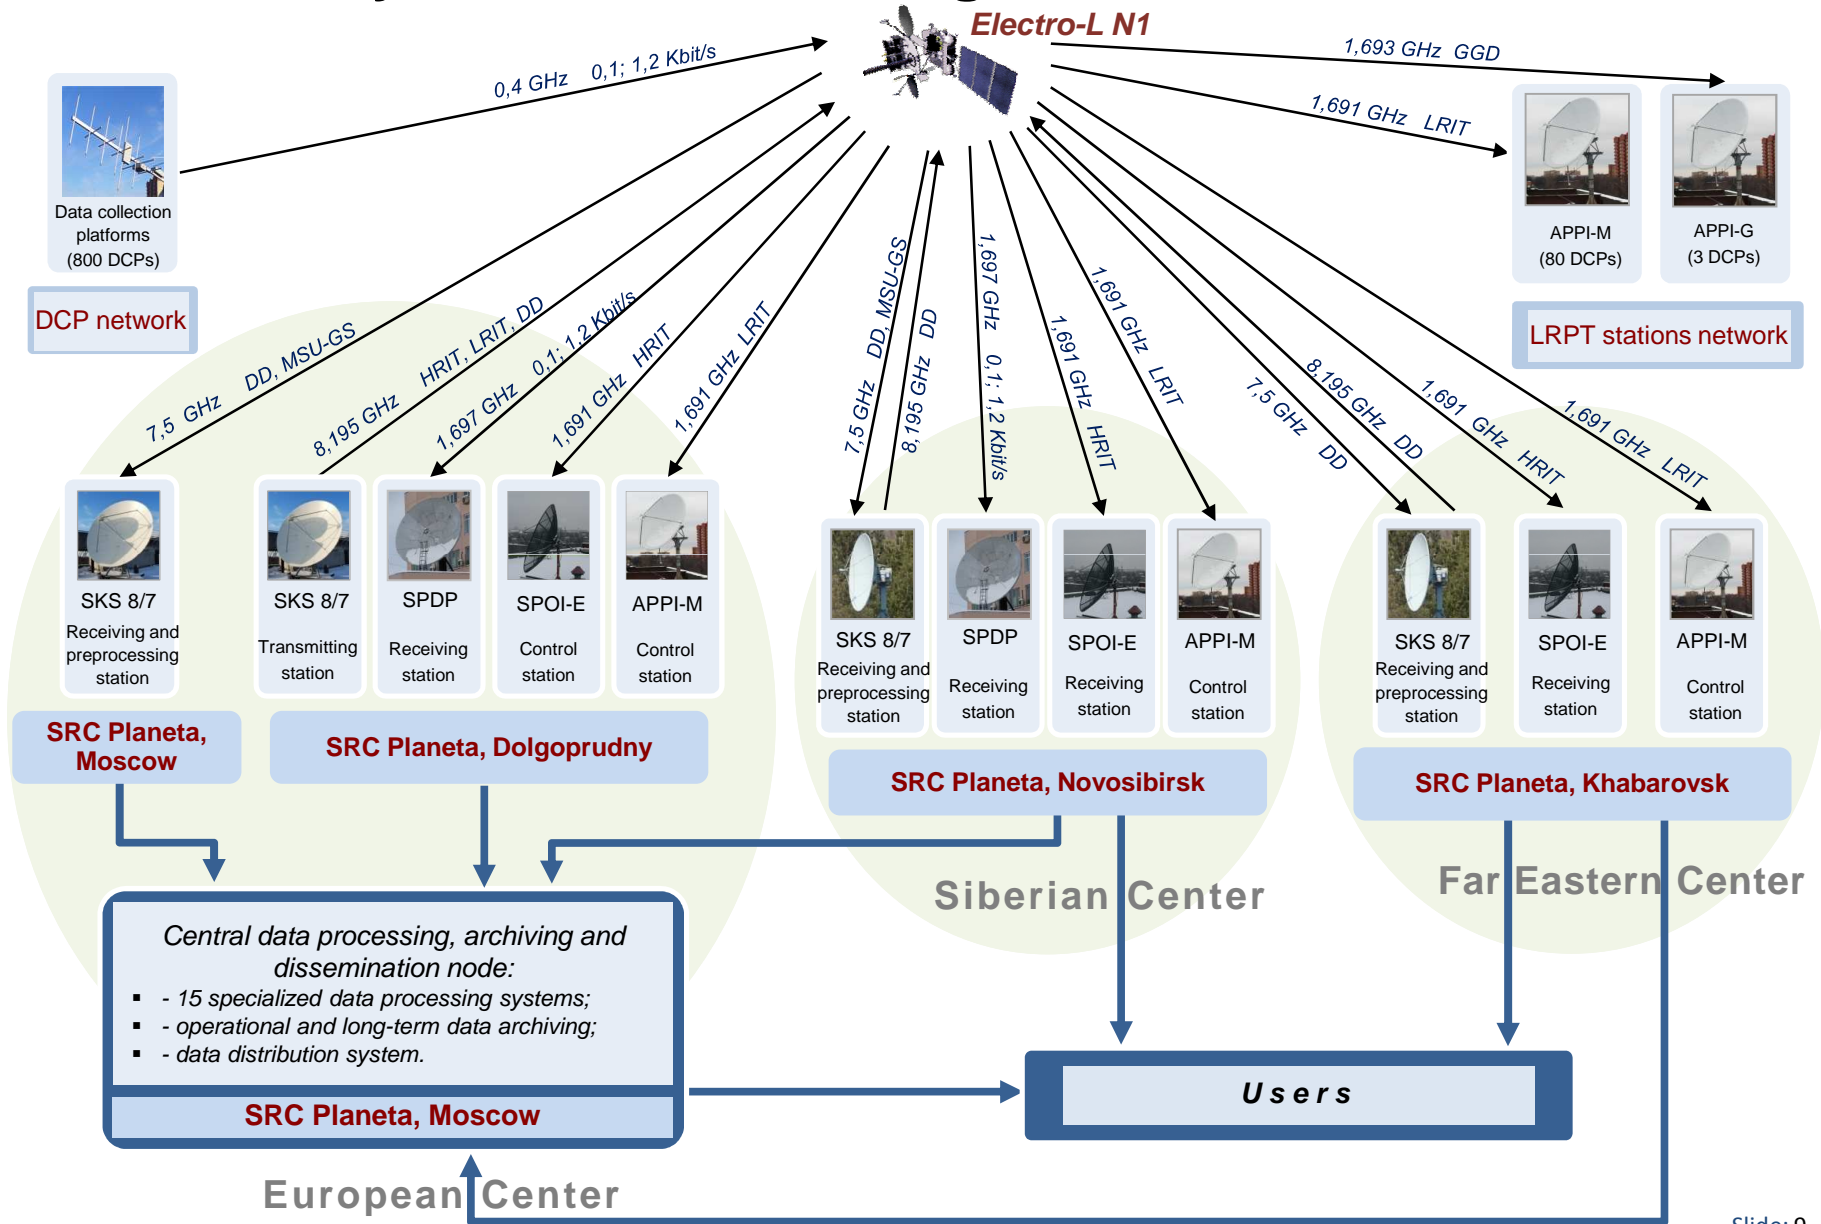 Electro-L N1
0,4 GHz 0,1; 1,2 Kbit/s
1,693 GHz GGD
1,691 GHz LRIT
Data collection
platforms
(800 DCPs)
DCP network
APPI-M
(80 DCPs)
APPI-G
(3 DCPs)
LRPT stations network
7,5 GHz DD, MSU-GS
8,195 GHz HRIT, LRIT, DD
1,697 GHz 0,1; 1,2 Kbit/s
1,691 GHz HRIT
1,691 GHz LRIT
7,5 GHz DD, MSU-GS
8,195 GHz DD
1,697 GHz 0,1; 1,2 Kbit/s
1,691 GHz HRIT
1,691 GHz LRIT
7,5 GHz DD
8,195 GHz DD
1,691 GHz HRIT
1,691 GHz LRIT
SKS 8/7
Receiving and
preprocessing
station
SKS 8/7
Transmitting
station
SPDP
Receiving
station
SPOI-E
Control
station
APPI-M
Control
station
SKS 8/7
Receiving and
preprocessing
station
SPDP
Receiving
station
SPOI-E
Receiving
station
APPI-M
Control
station
SKS 8/7
Receiving and
preprocessing
station
SPOI-E
Receiving
station
APPI-M
Control
station
SRC Planeta,
Moscow
SRC Planeta, Dolgoprudny
SRC Planeta, Novosibirsk
SRC Planeta, Khabarovsk
Siberian Center
Far Eastern Center
Central data processing, archiving and
dissemination node:
▪ - 15 specialized data processing systems;
▪ - operational and long-term data archiving;
▪ - data distribution system.
SRC Planeta, Moscow
Users
European Center
Slide: 9